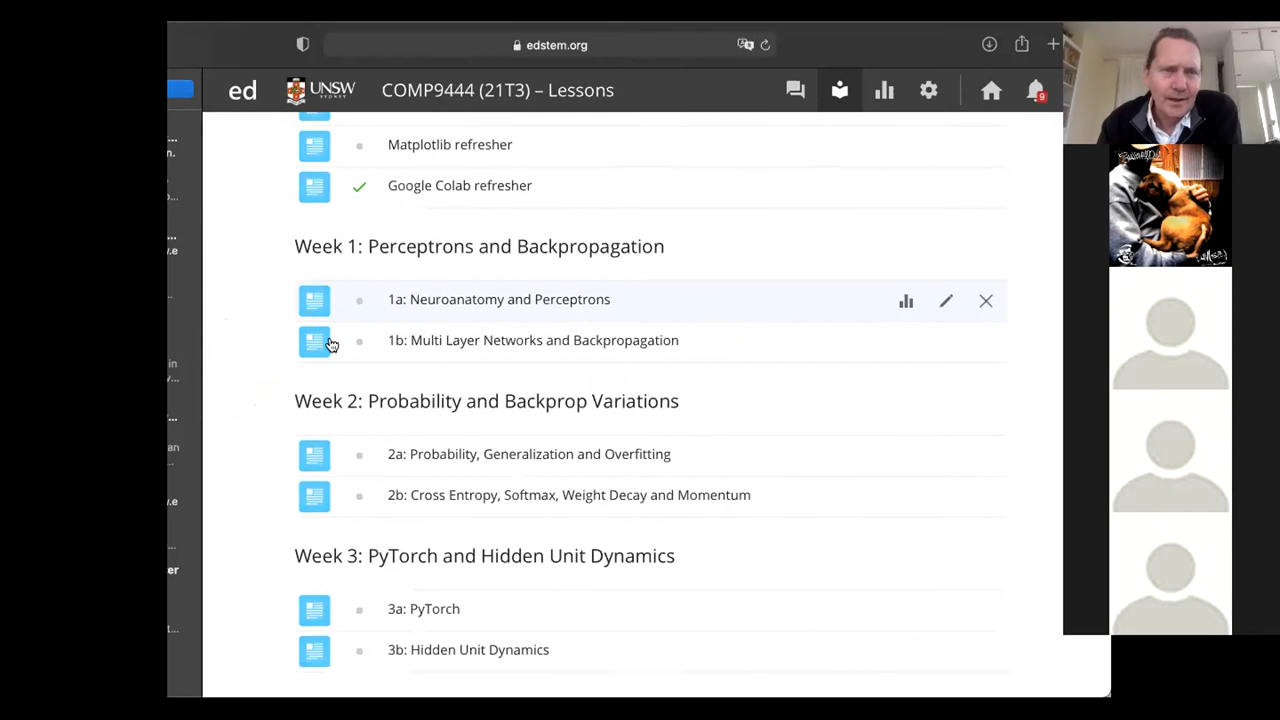 edstem.org
ed UNSW SYDNEY COMP9444 (21T3) – Lessons
9
Matplotlib refresher
Google Colab refresher
Week 1: Perceptrons and Backpropagation
1a: Neuroanatomy and Perceptrons
1b: Multi Layer Networks and Backpropagation
Week 2: Probability and Backprop Variations
2a: Probability, Generalization and Overfitting
2b: Cross Entropy, Softmax, Weight Decay and Momentum
Week 3: PyTorch and Hidden Unit Dynamics
3a: PyTorch
3b: Hidden Unit Dynamics